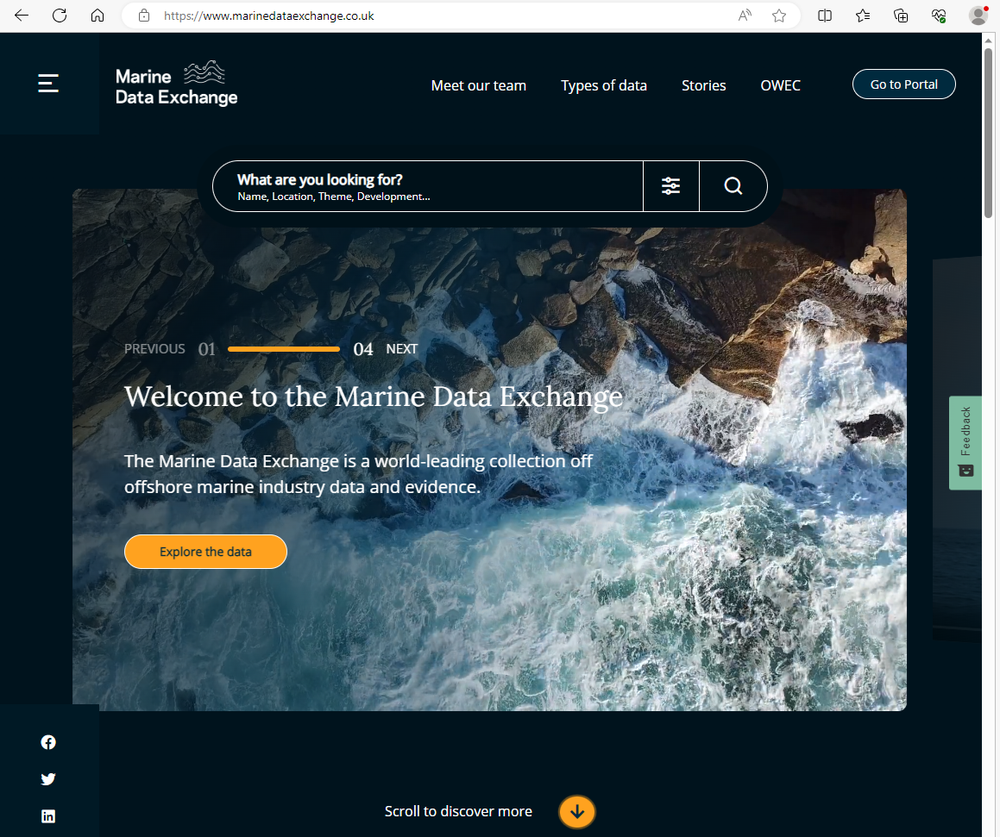 https://www.marinedataexchange.co.uk
Marine
Data Exchange
Meet our team
Types of data
Stories
OWEC
Go to Portal
What are you looking for?
Name, Location, Theme, Development...
PREVIOUS 01 04 NEXT
Welcome to the Marine Data Exchange
The Marine Data Exchange is a world-leading collection off
offshore marine industry data and evidence.
Explore the data
Feedback
Scroll to discover more